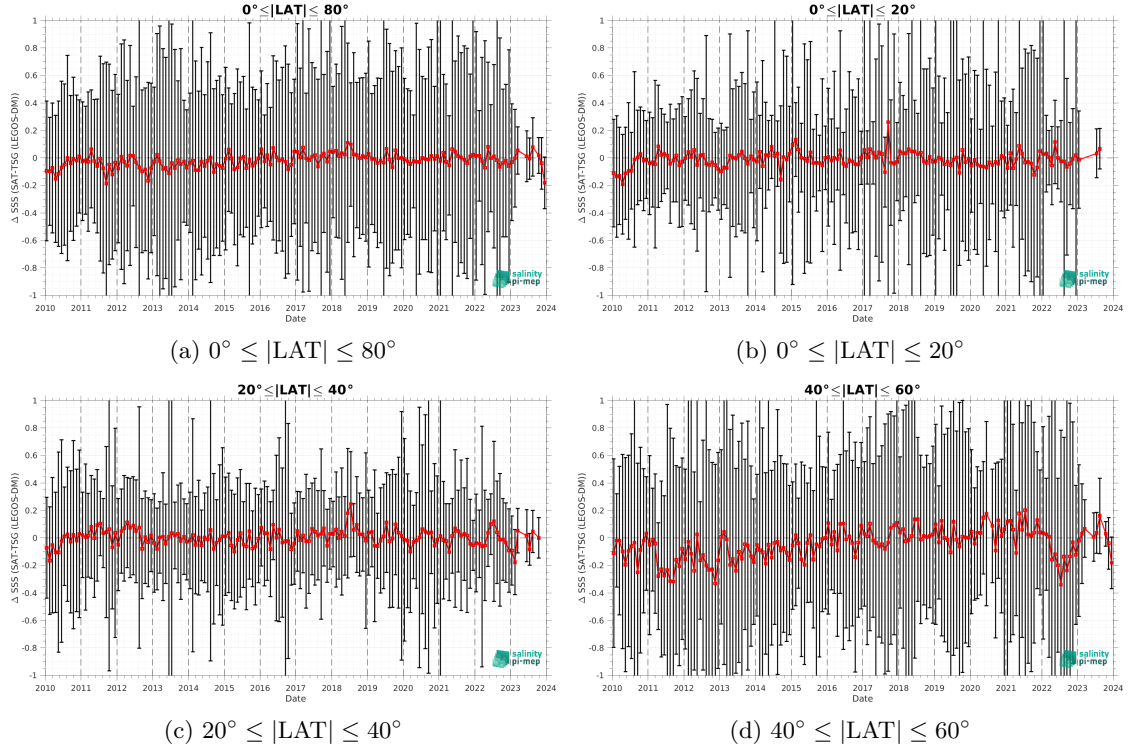 0°≤|LAT|≤ 80°
Δ SSS (SAT-TSG (LEGOS-DM))
1
0.8
0.6
0.4
0.2
0
-0.2
-0.4
-0.6
-0.8
-1
2010 2011 2012 2013 2014 2015 2016 2017 2018 2019 2020 2021 2022 2023 2024
Date
salinity
pi-mep
(a) 0° ≤ |LAT| ≤ 80°
0°≤|LAT|≤ 20°
Δ SSS (SAT-TSG (LEGOS-DM))
1
0.8
0.6
0.4
0.2
0
-0.2
-0.4
-0.6
-0.8
-1
2010 2011 2012 2013 2014 2015 2016 2017 2018 2019 2020 2021 2022 2023 2024
Date
salinity
pi-mep
(b) 0° ≤ |LAT| ≤ 20°
20°≤|LAT|≤ 40°
Δ SSS (SAT-TSG (LEGOS-DM))
1
0.8
0.6
0.4
0.2
0
-0.2
-0.4
-0.6
-0.8
-1
2010 2011 2012 2013 2014 2015 2016 2017 2018 2019 2020 2021 2022 2023 2024
Date
salinity
pi-mep
(c) 20° ≤ |LAT| ≤ 40°
40°≤|LAT|≤ 60°
Δ SSS (SAT-TSG (LEGOS-DM))
1
0.8
0.6
0.4
0.2
0
-0.2
-0.4
-0.6
-0.8
-1
2010 2011 2012 2013 2014 2015 2016 2017 2018 2019 2020 2021 2022 2023 2024
Date
salinity
pi-mep
(d) 40° ≤ |LAT| ≤ 60°